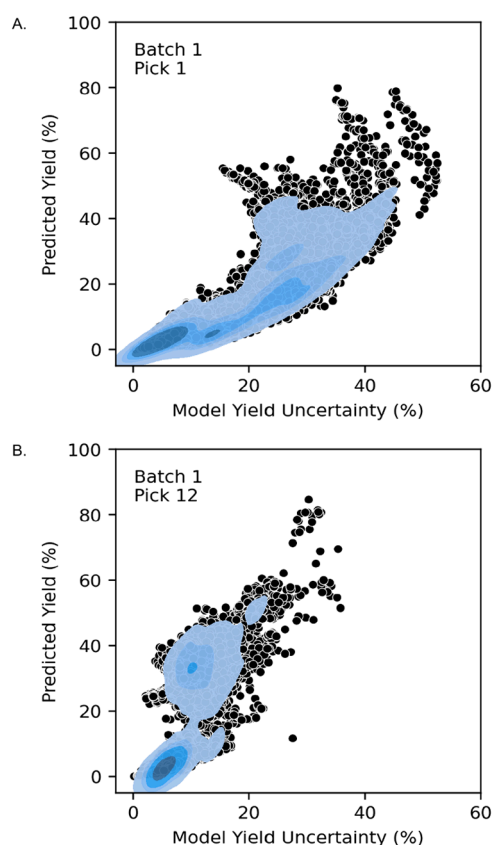 A.
Batch 1
Pick 1
100
80
60
40
20
0
Predicted Yield (%)
0 20 40 60
Model Yield Uncertainty (%)
B.
Batch 1
Pick 12
100
80
60
40
20
0
Predicted Yield (%)
0 20 40 60
Model Yield Uncertainty (%)